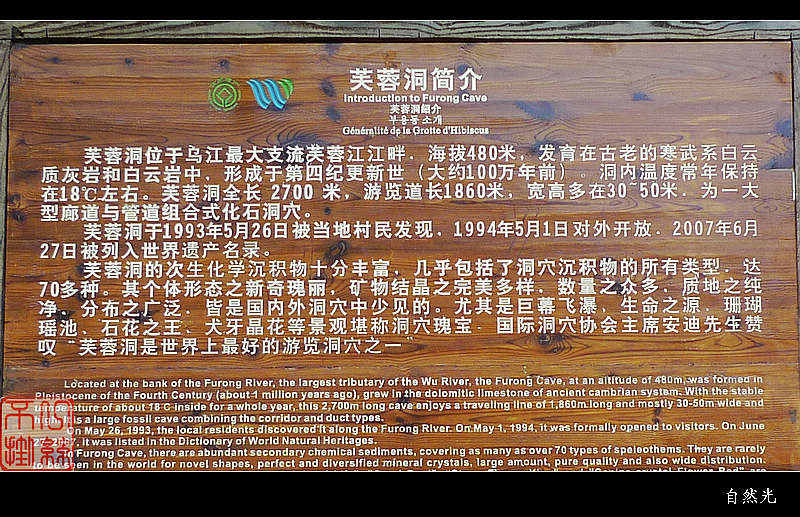 芙蓉洞简介
Introduction to Furong Cave
芙蓉洞紹介
부용동소개
Généralité de la Grotte d'Hibiscus
芙蓉洞位于乌江最大支流芙蓉江江畔，海拔480米，发育在古老的寒武系白云
质灰岩和白云岩中，形成于第四纪更新世（大约100万年前）。洞内温度常年保持
在18℃左右。芙蓉洞全长 2700 米，游览道长1860米，宽高多在30~50米，为一大
型廊道与管道组合式化石洞穴。
芙蓉洞于1993年5月26日被当地村民发现，1994年5月1日对外开放，2007年6月
27日被列入世界遗产名录。
芙蓉洞的次生化学沉积物十分丰富，几乎包括了洞穴沉积物的所有类型，达
70多种。其个体形态之新奇瑰丽，矿物结晶之完美多样，数量之众多，质地之纯
净，分布之广泛，皆是国内外洞穴中少见的。尤其是巨幕飞瀑、生命之源、珊瑚
瑶池、石花之王、犬牙晶花等景观堪称洞穴瑰宝。国际洞穴协会主席安迪先生赞
叹“芙蓉洞是世界上最好的游览洞穴之一”
Located at the bank of the Furong River, the largest tributary of the Wu River, the Furong Cave, at an altitude of 480m, was formed in
Pleistocene of the Fourth Century (about 1 million years ago), grew in the dolomitic limestone of ancient cambrian system. With the stable
temperature of about 18℃ inside for a whole year, this 2,700m long cave enjoys a traveling line of 1,860m long and mostly 30-50m wide and
is a large fossil cave combining the corridor and duct types.
On May 26, 1993, the local residents discovered it along the Furong River. On May 1, 1994, it was formally opened to visitors. On June
it was listed in the Dictionary of World Natural Heritages.
Furong Cave, there are abundant secondary chemical sediments, covering as many as over 70 types of speleothems. They are rarely
to be seen in the world for novel shapes, perfect and diversified mineral crystals, large amount, pure quality and also wide distribution.
自然光